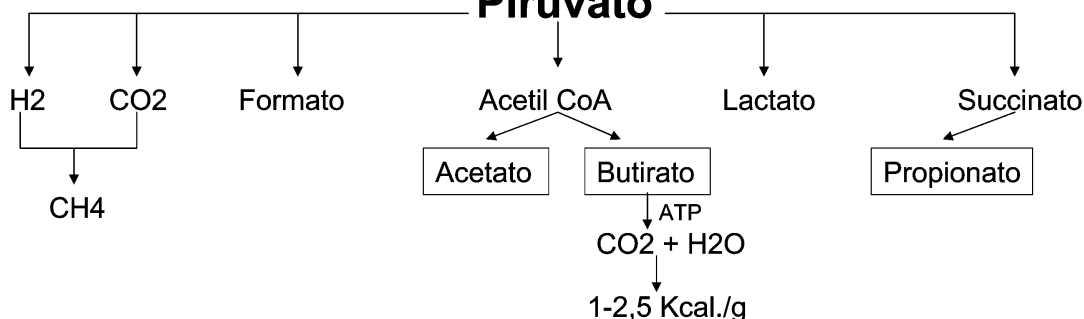 Piruvato
H2 CO2 Formato Acetil CoA Lactato Succinato
Acetato Butirato Propionato
ATP
CH4
CO2 + H2O
1-2,5 Kcal./g